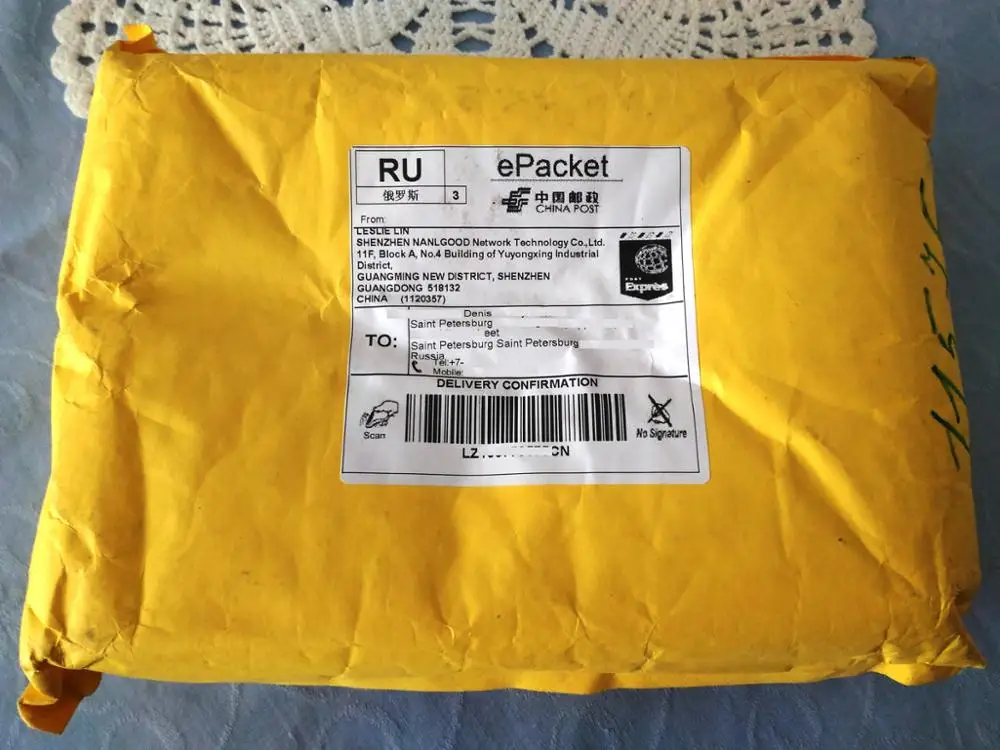 RU
俄罗斯 3
ePacket
中国邮政
CHINA POST
From:
LESLIE LIN
SHENZHEN NANLGOOD Network Technology Co.,Ltd.
11F, Block A, No.4 Building of Yuyongxing Industrial
District,
GUANGMING NEW DISTRICT, SHENZHEN
GUANGDONG 518132
CHINA (1120357)
POST
Express
TO:
Denis
Saint Petersburg
eet
Saint Petersburg Saint Petersburg
Russia
Tel:+7-
Mobile:
DELIVERY CONFIRMATION
Scan
No Signature
LZ
CN